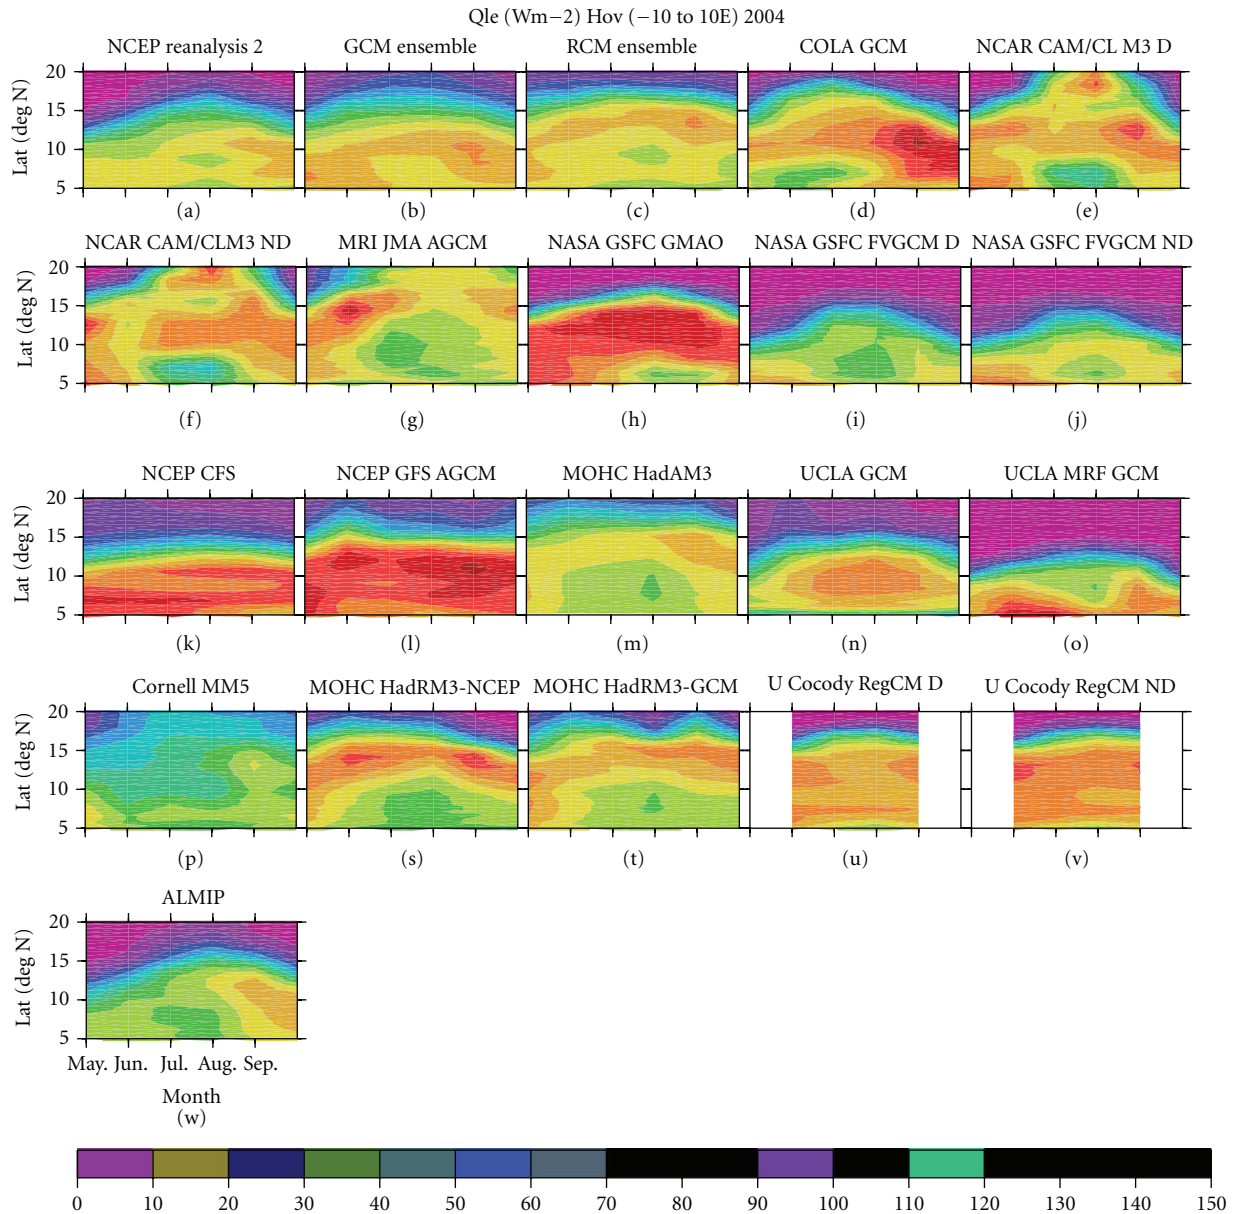 Qle (Wm−2) Hov (−10 to 10E) 2004
NCEP reanalysis 2 GCM ensemble RCM ensemble COLA GCM NCAR CAM/CL M3 D
20
15
10
5
Lat (deg N)
(a) (b) (c) (d) (e)
NCAR CAM/CLM3 ND MRI JMA AGCM NASA GSFC GMAO NASA GSFC FVGCM D NASA GSFC FVGCM ND
20
15
10
5
Lat (deg N)
(f) (g) (h) (i) (j)
NCEP CFS NCEP GFS AGCM MOHC HadAM3 UCLA GCM UCLA MRF GCM
20
15
10
5
Lat (deg N)
(k) (l) (m) (n) (o)
Cornell MM5 MOHC HadRM3-NCEP MOHC HadRM3-GCM U Cocody RegCM D U Cocody RegCM ND
20
15
10
5
Lat (deg N)
(p) (s) (t) (u) (v)
ALMIP
20
15
10
5
Lat (deg N)
May. Jun. Jul. Aug. Sep.
Month
(w)
0 10 20 30 40 50 60 70 80 90 100 110 120 130 140 150